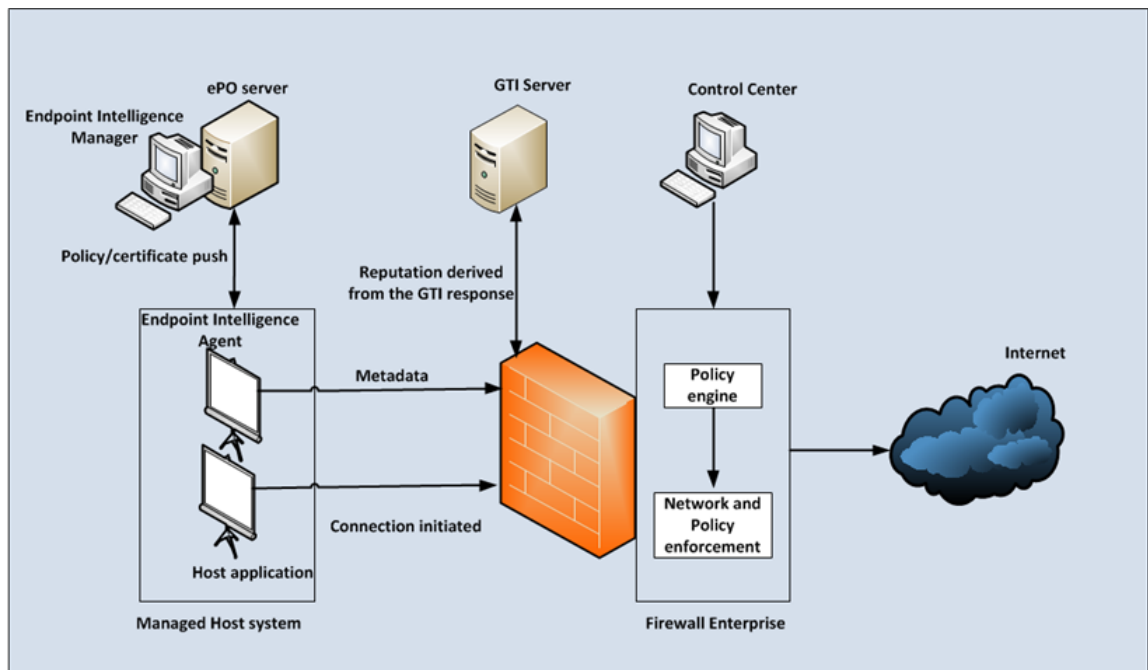 ePO server
GTI Server
Control Center
Endpoint Intelligence
Manager
Policy/certificate push
Reputation derived
from the GTI response
Endpoint Intelligence
Agent
Metadata
Policy
engine
Internet
Network and
Policy
enforcement
Connection initiated
Host application
Managed Host system
Firewall Enterprise